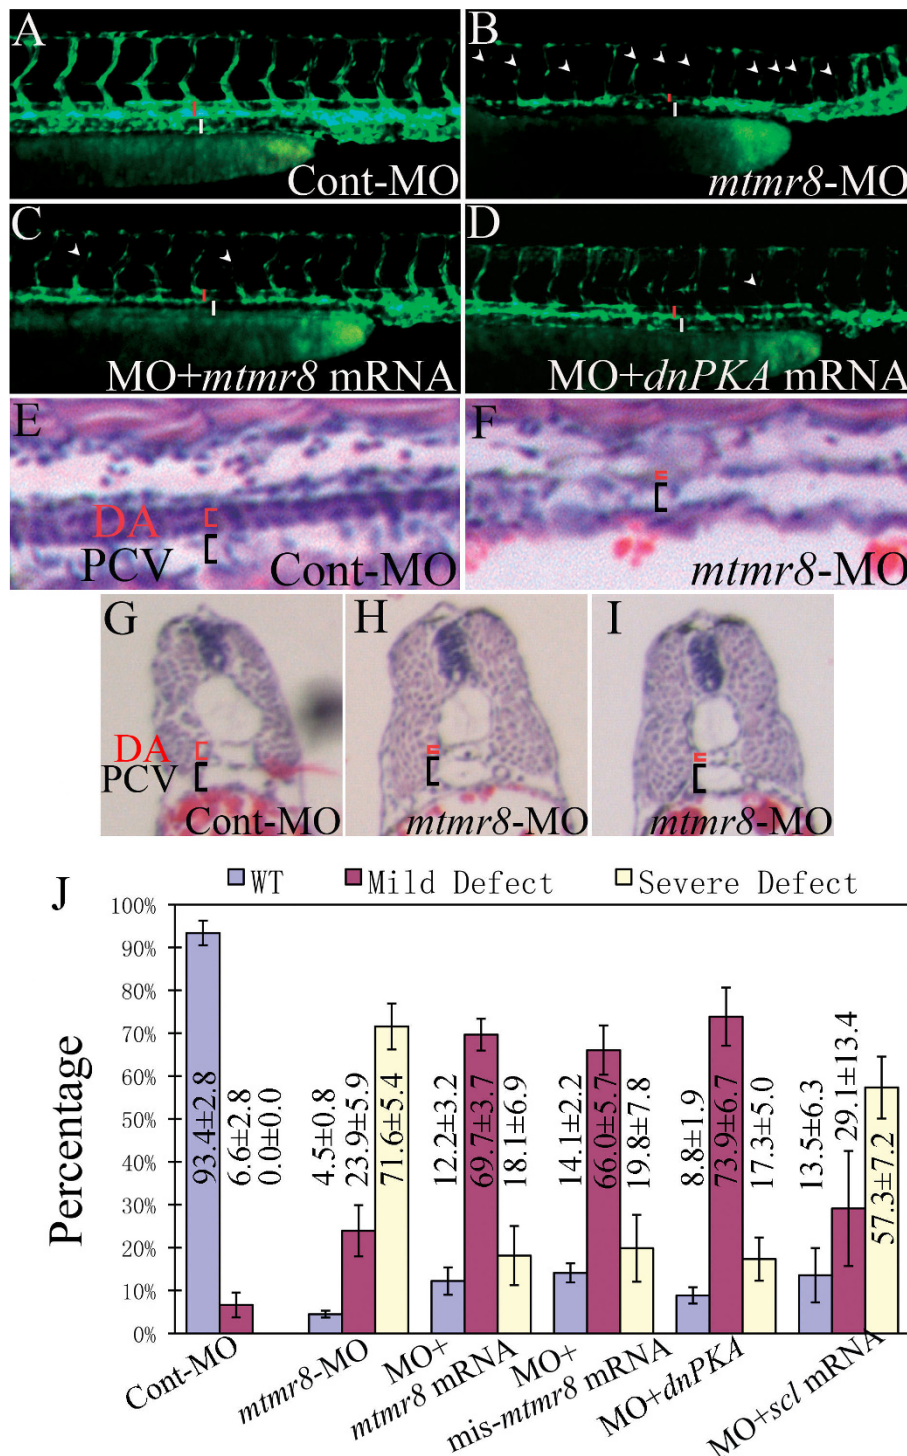 A
Cont-MO
B
mtmr8-MO
C
MO+mtmr8 mRNA
D
MO+dnPKA mRNA
E
DA
PCV
Cont-MO
F
mtmr8-MO
G
DA
PCV
Cont-MO
H
mtmr8-MO
I
mtmr8-MO
J
WT
Mild Defect
Severe Defect
Percentage
100%
90%
80%
70%
60%
50%
40%
30%
20%
10%
0%
93.4±2.8
6.6±2.8
0.0±0.0
4.5±0.8
23.9±5.9
71.6±5.4
12.2±3.2
69.7±3.7
18.1±6.9
14.1±2.2
66.0±5.7
19.8±7.8
8.8±1.9
73.9±6.7
17.3±5.0
13.5±6.3
29.1±13.4
57.3±7.2
Cont-MO
mtmr8-MO
MO+
mtmr8 mRNA
MO+
mis-mtmr8 mRNA
MO+dnPKA
MO+scl mRNA